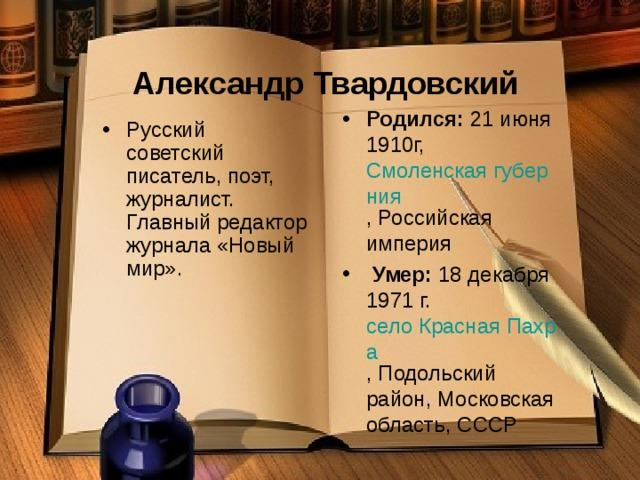 Александр Твардовский
• Русский
советский
писатель, поэт,
журналист.
Главный редактор
журнала «Новый
мир».
• Родился: 21 июня
1910г,
Смоленская губер
ния
, Российская
империя
• Умер: 18 декабря
1971 г.
село Красная Пахр
а
, Подольский
район, Московская
область, СССР